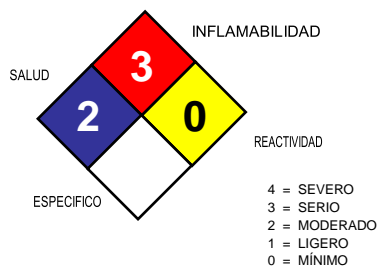 INFLAMABILIDAD
3
SALUD
2
0
REACTIVIDAD
ESPECIFICO
4 = SEVERO
3 = SERIO
2 = MODERADO
1 = LIGERO
0 = MÍNIMO